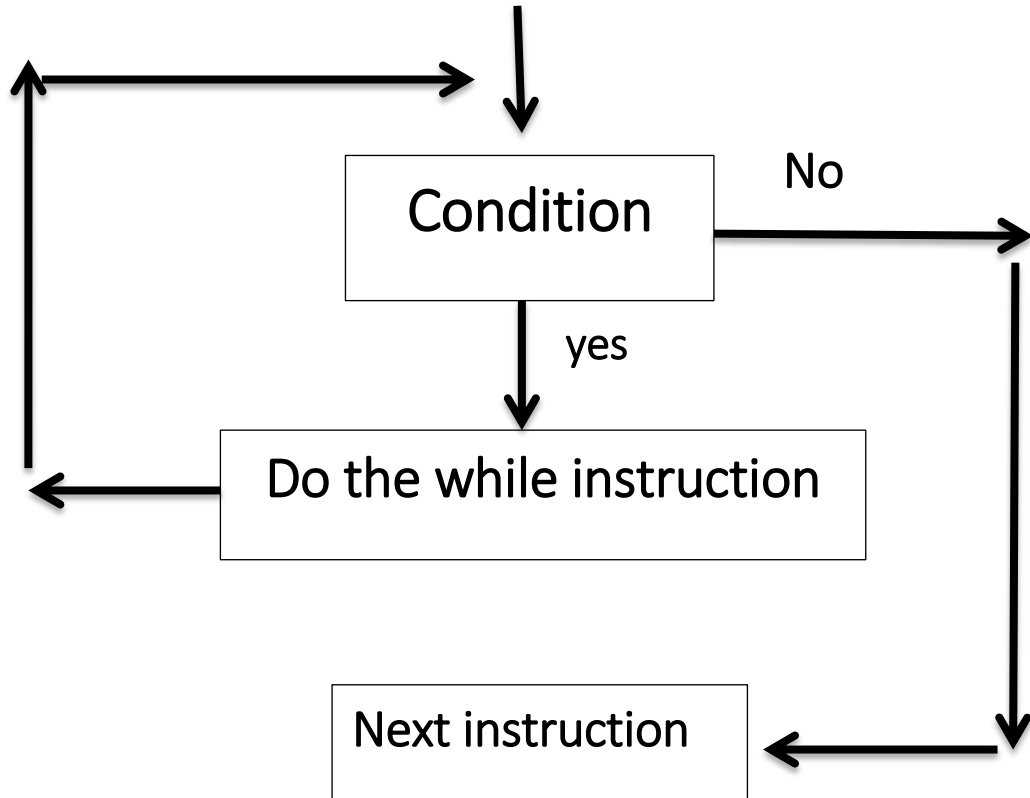 Condition
No
yes
Do the while instruction
Next instruction